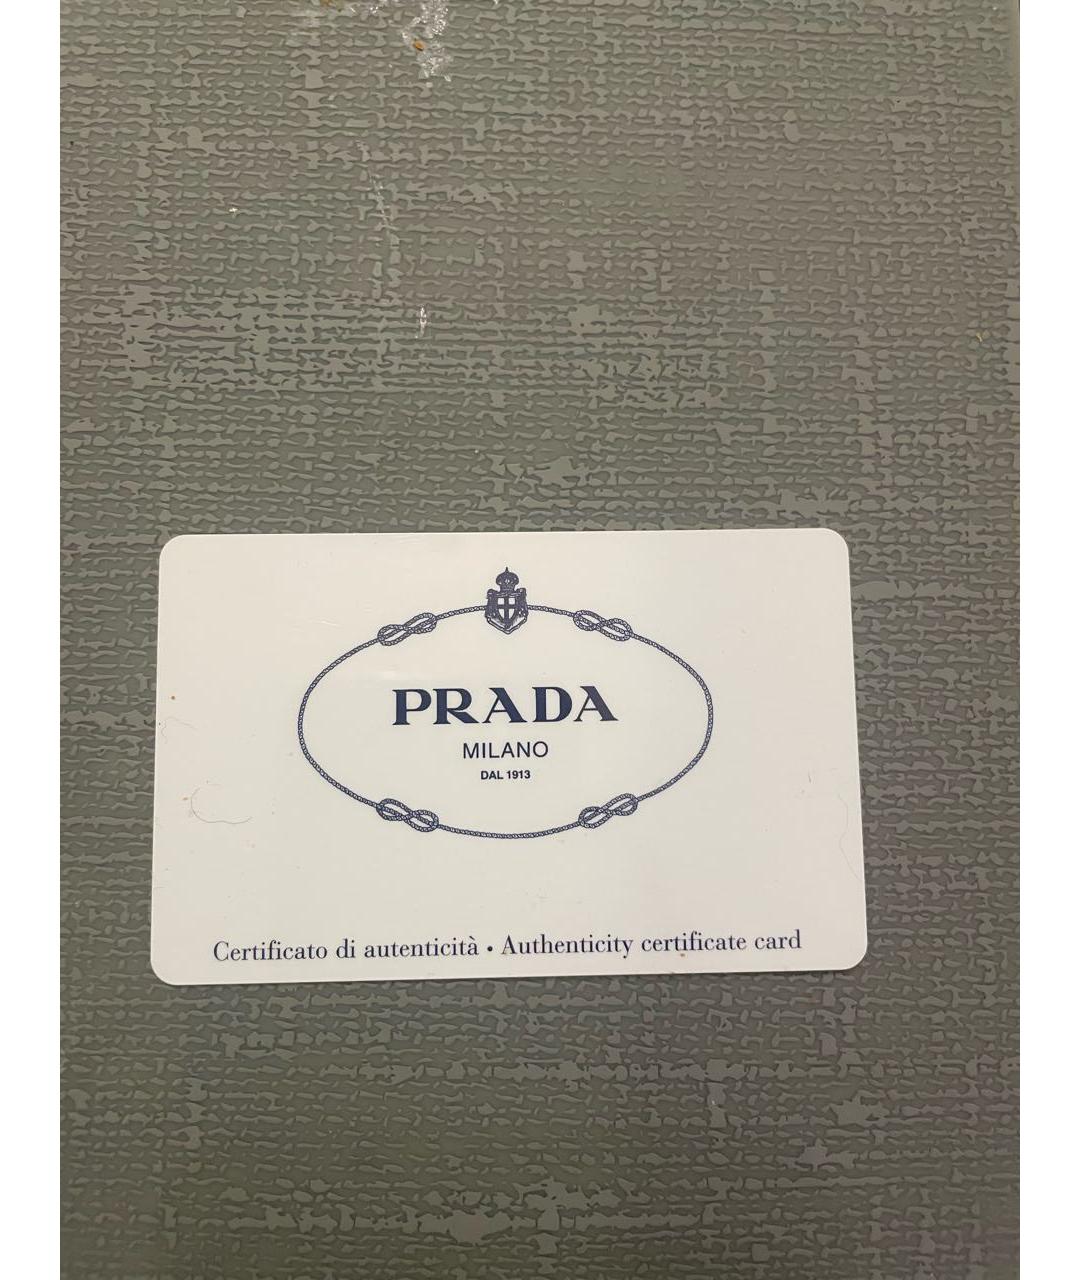 PRADA
MILANO
DAL 1913
Certificato di autenticità • Authenticity certificate card